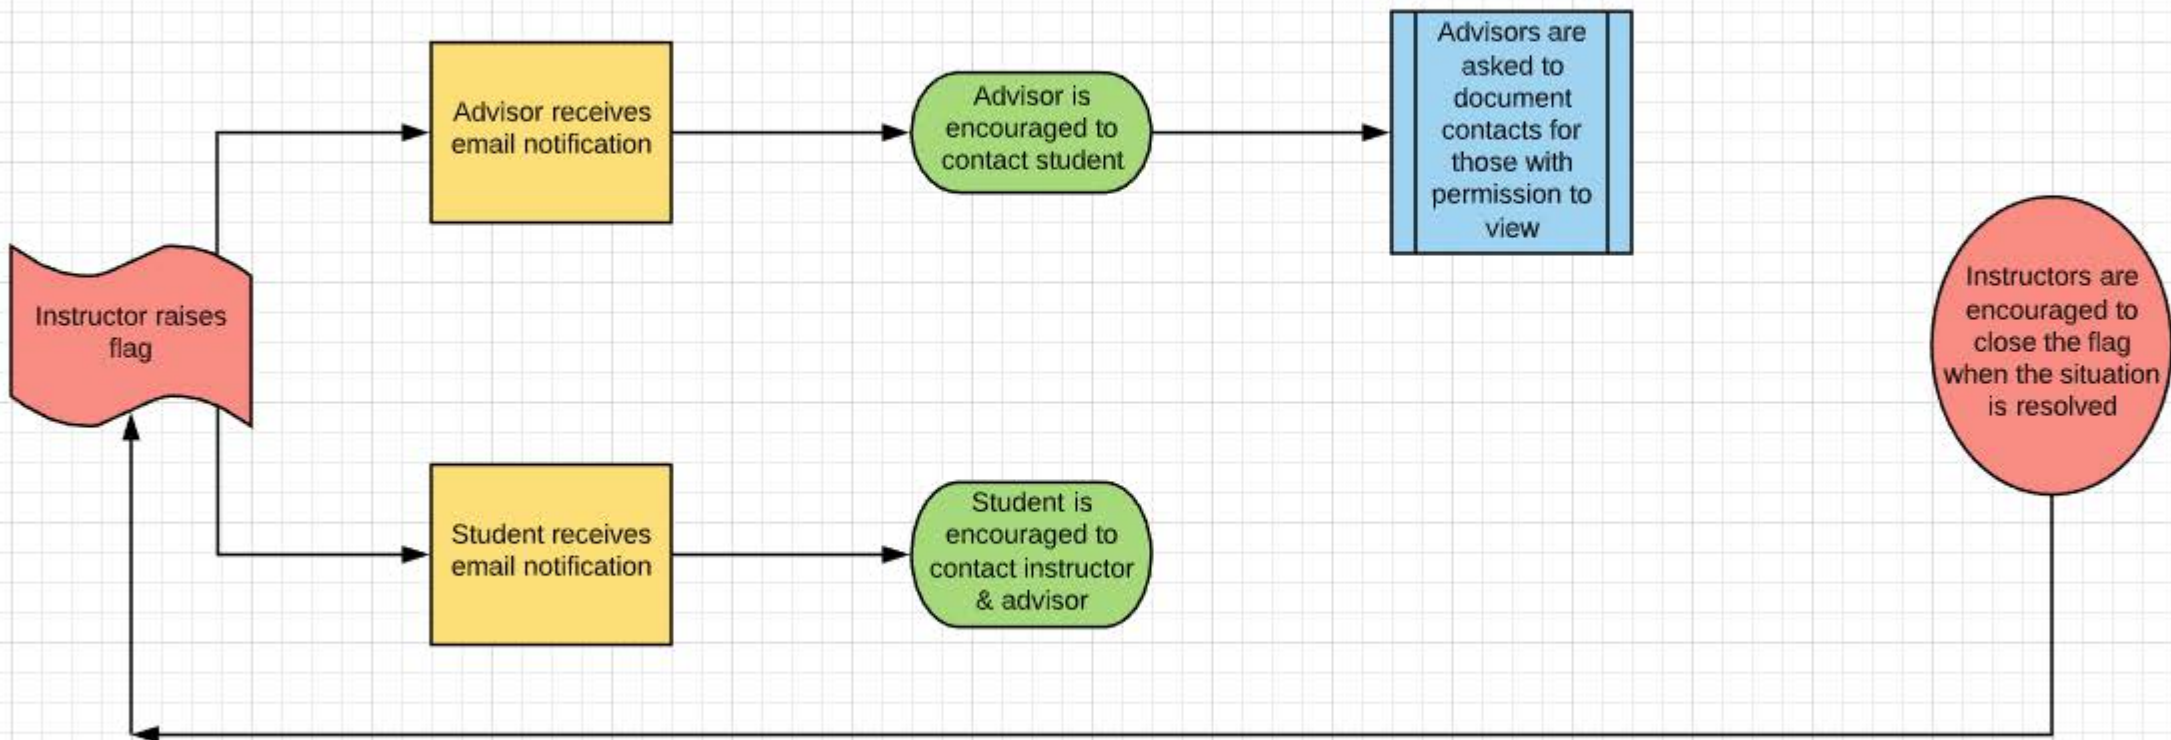 Advisors are
asked to
document
contacts for
those with
permission to
view
Advisor receives
email notification
Advisor is
encouraged to
contact student
Instructor raises
flag
Instructors are
encouraged to
close the flag
when the situation
is resolved
Student receives
email notification
Student is
encouraged to
contact instructor
& advisor